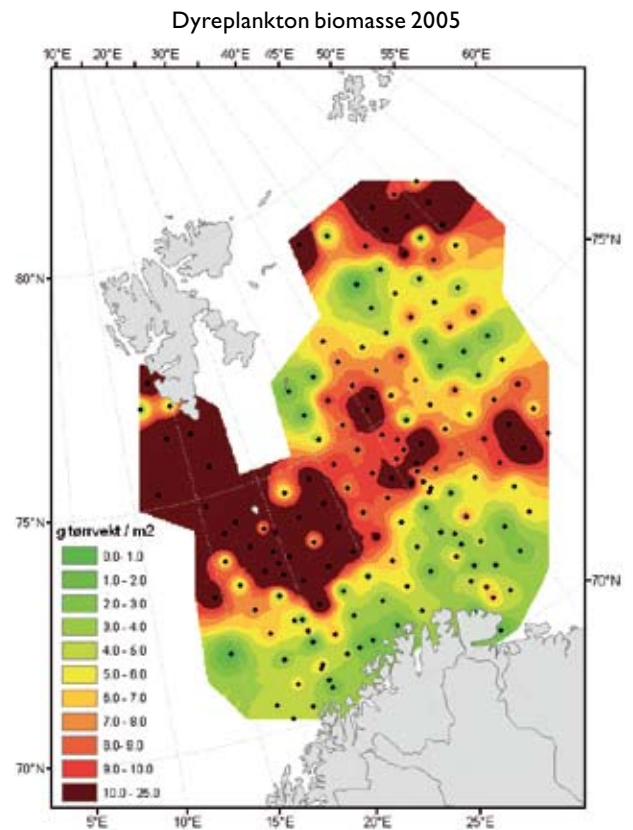 Dyreplankton biomasse 2005
10°E 20°E 30°E 40°E 45°E 50°E 55°E 60°E
75°N
80°N
75°N
70°N
70°N
g tørrvekt / m2
0.0 - 1.0
1.0 - 2.0
2.0 - 3.0
3.0 - 4.0
4.0 - 5.0
5.0 - 6.0
6.0 - 7.0
7.0 - 8.0
8.0 - 9.0
9.0 - 10.0
10.0 - 25.0
5°E 10°E 15°E 20°E 25°E